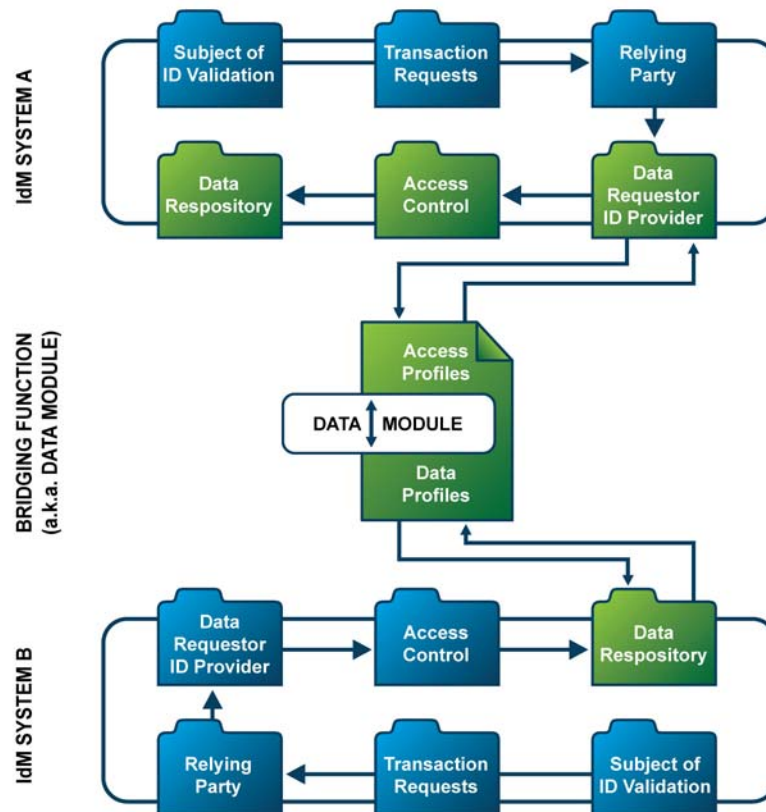 IdM SYSTEM A
Subject of
ID Validation
Transaction
Requests
Relying
Party
Data
Respository
Access
Control
Data
Requestor
ID Provider
BRIDGING FUNCTION
(a.k.a. DATA MODULE)
Access
Profiles
DATA MODULE
Data
Profiles
IdM SYSTEM B
Data
Requestor
ID Provider
Access
Control
Data
Respository
Relying
Party
Transaction
Requests
Subject of
ID Validation